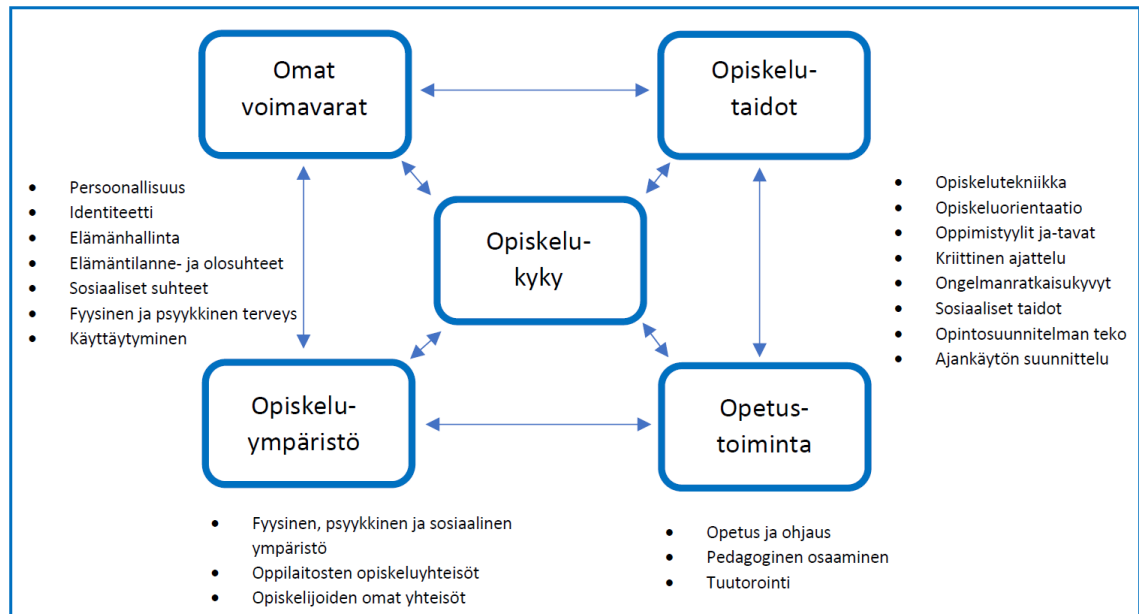 Omat
voimavarat
Opiskelu-
taidot
• Persoonallisuus
• Identiteetti
• Elämänhallinta
• Elämäntilanne- ja olosuhteet
• Sosiaaliset suhteet
• Fyysinen ja psyykkinen terveys
• Käyttäytyminen
Opiskelu-
kyky
• Opiskelutekniikka
• Opiskeluorientaatio
• Oppimistyylit ja-tavat
• Kriittinen ajattelu
• Ongelmanratkaisukyvyt
• Sosiaaliset taidot
• Opintosuunnitelman teko
• Ajankäytön suunnittelu
Opiskelu-
ympäristö
Opetus-
toiminta
• Fyysinen, psyykkinen ja sosiaalinen
ympäristö
• Oppilaitosten opiskeluyhteisöt
• Opiskelijoiden omat yhteisöt
• Opetus ja ohjaus
• Pedagoginen osaaminen
• Tuutorointi